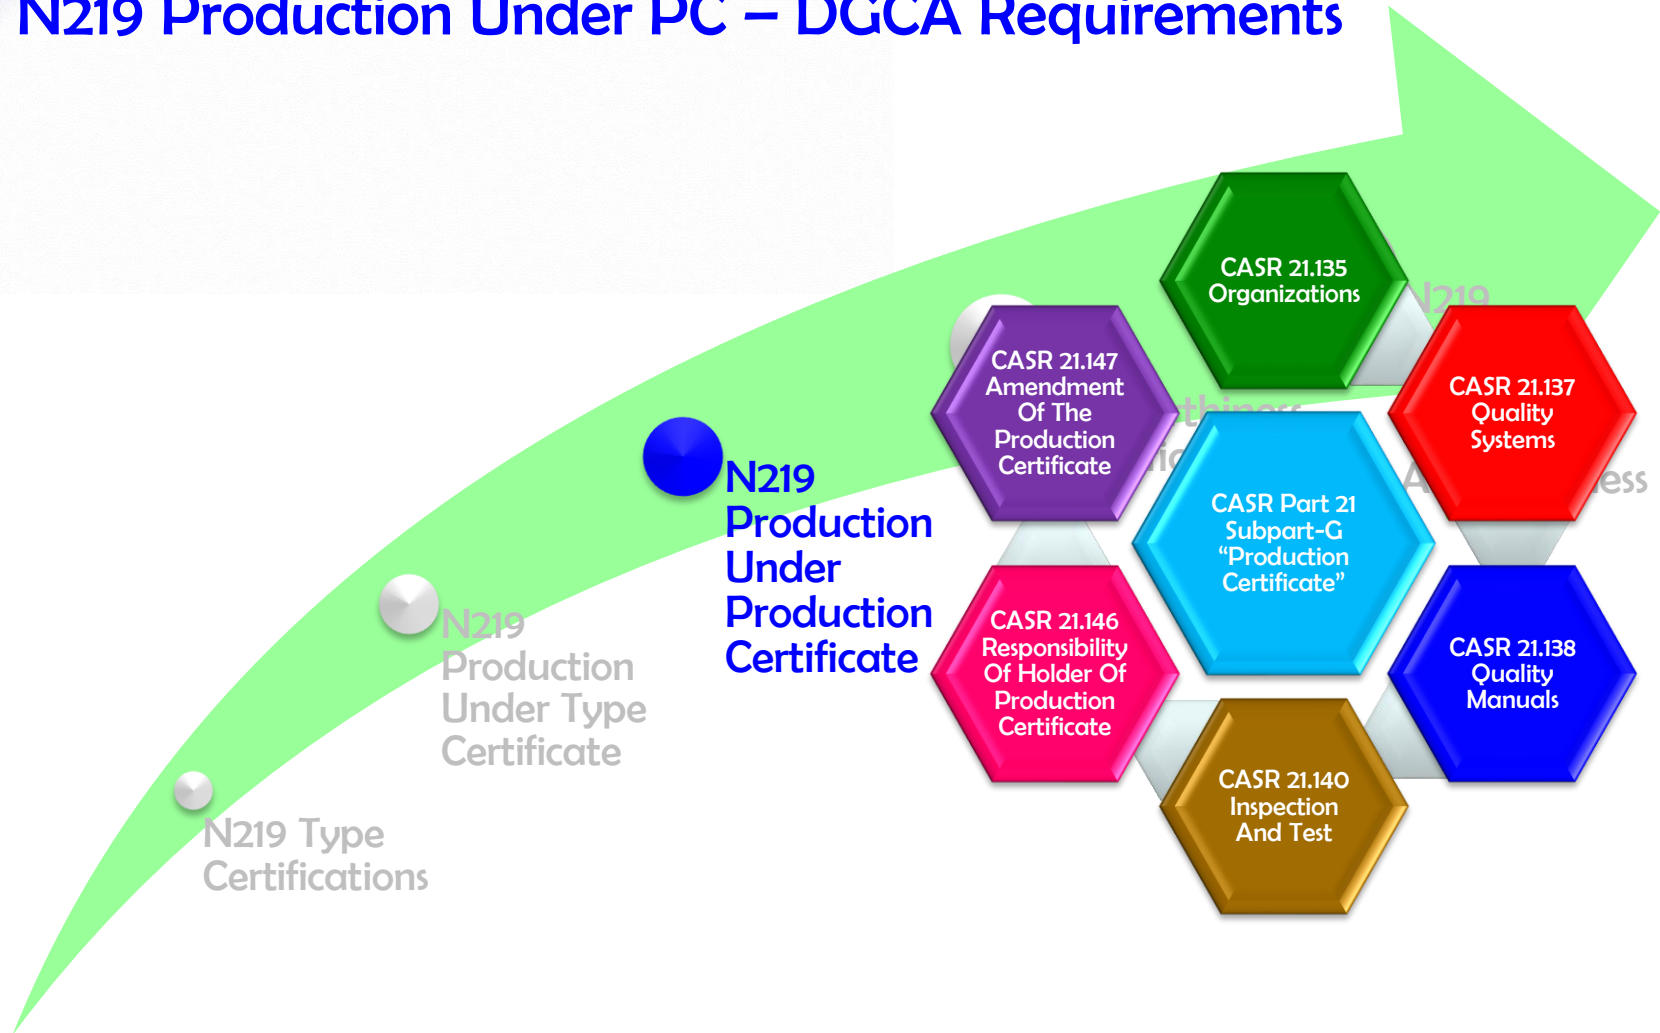 N219 Production Under PC – DGCA Requirements
N219 Type
Certifications
N219
Production
Under Type
Certificate
N219
Production
Under
Production
Certificate
N219
CASR 21.135
Organizations
CASR 21.137
Quality
Systems
CASR 21.138
Quality
Manuals
CASR 21.140
Inspection
And Test
CASR 21.146
Responsibility
Of Holder Of
Production
Certificate
CASR 21.147
Amendment
Of The
Production
Certificate
CASR Part 21
Subpart-G
“Production
Certificate”